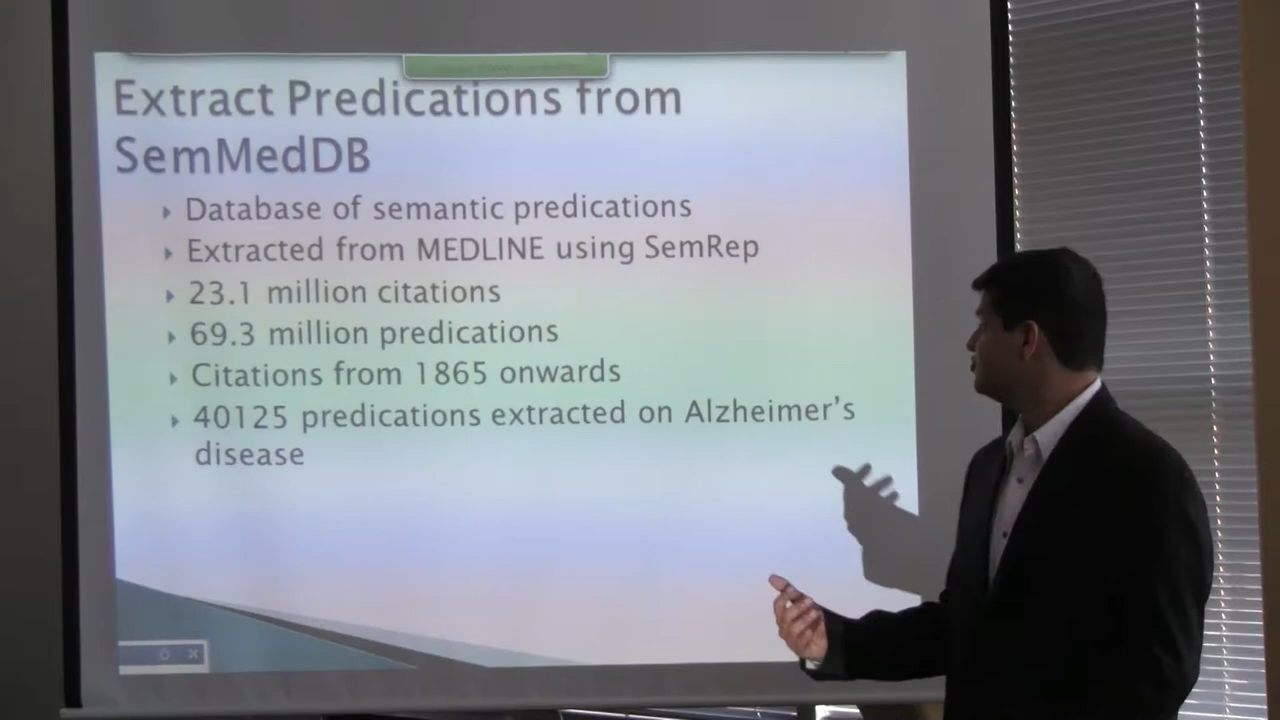 Extract Predications from
SemMedDB
Database of semantic predications
Extracted from MEDLINE using SemRep
23.1 million citations
69.3 million predications
Citations from 1865 onwards
40125 predications extracted on Alzheimer's
disease